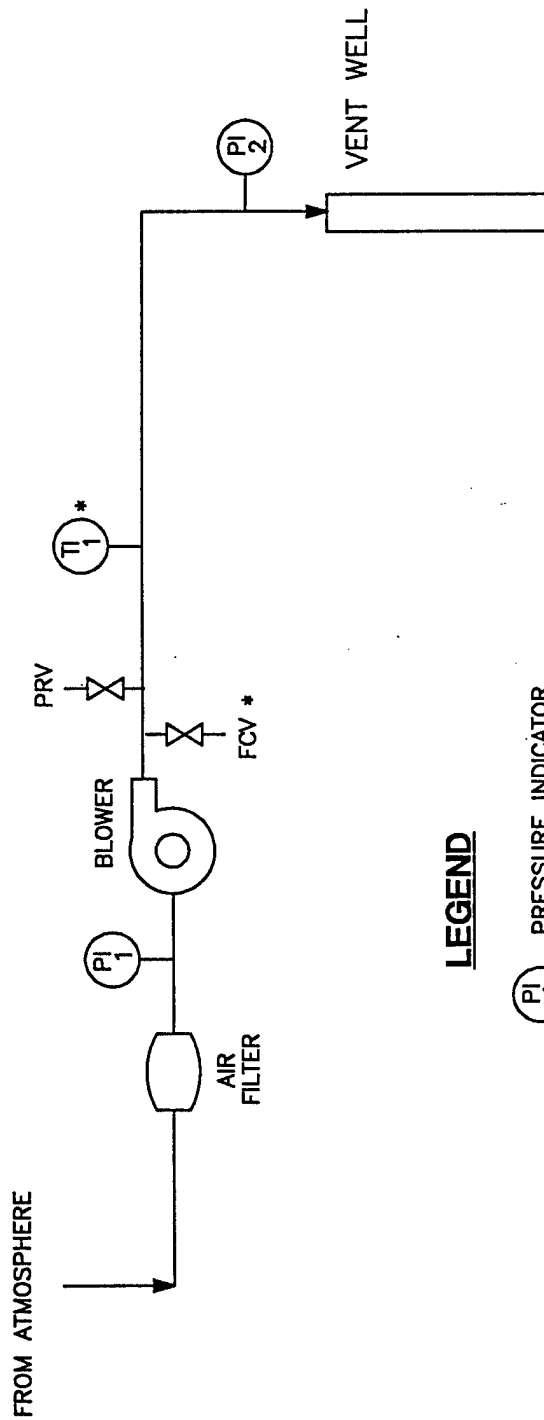 FROM ATMOSPHERE
AIR
FILTER
PI
1
BLOWER
PRV
FCV *
TI
1 *
PI
2
VENT WELL
LEGEND
PI
PRESSURE INDICATOR